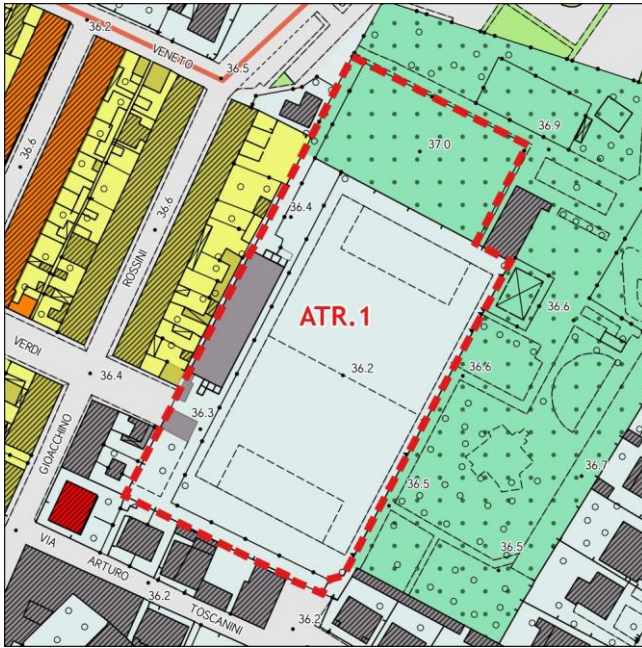 36.2
VENETO
36.5
36.6
37.0
36.9
36.6
36.4
ROSSINI
ATR.1
36.6
VERDI
36.4
36.2
36.6
36.3
GIOACCHINO
36.5
36.7
36.5
VIA
ARTURO
36.2
TOSCANINI
36.2